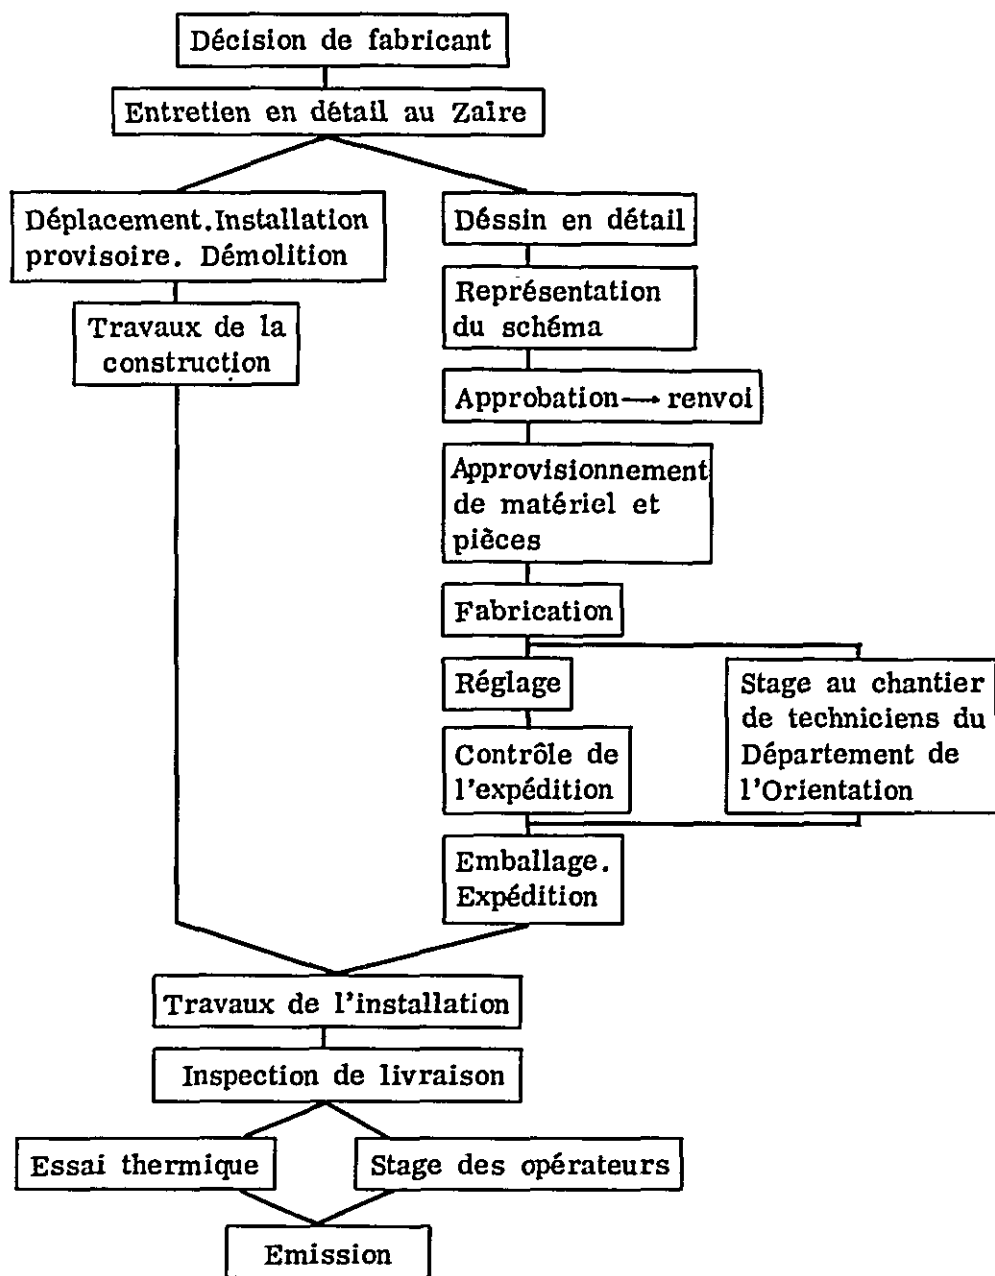 Décision de fabricant
Entretien en détail au Zaïre
Déplacement.Installation
provisoire. Démolition
Travaux de la
construction
Déssin en détail
Représentation
du schéma
Approbation → renvoi
Approvisionnement
de matériel et
pièces
Fabrication
Réglage
Contrôle de
l'expédition
Stage au chantier
de techniciens du
Département de
l'Orientation
Emballage.
Expédition
Travaux de l'installation
Inspection de livraison
Essai thermique
Stage des opérateurs
Emission